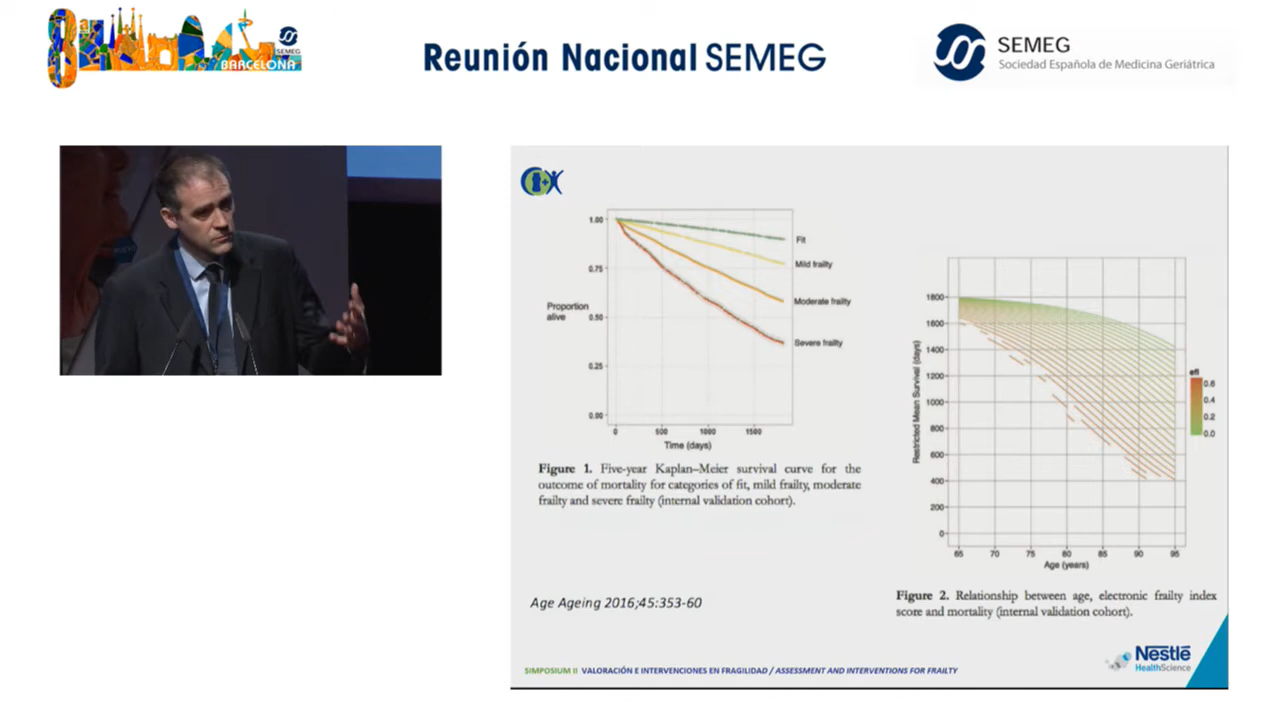 8ª
SEMEG
BARCELONA
Reunión Nacional SEMEG
SEMEG
Sociedad Española de Medicina Geriátrica
1.00
0.75
0.50
0.25
0.00
Proportion
alive
Fit
Mild frailty
Moderate frailty
Severe frailty
0
500
1000
1500
Time (days)
Figure 1. Five-year Kaplan–Meier survival curve for the
outcome of mortality for categories of fit, mild frailty, moderate
frailty and severe frailty (internal validation cohort).
Restricted Mean Survival (days)
1800
1600
1400
1200
1000
800
600
400
200
0
65
70
75
80
85
90
95
Age (years)
efi
0.6
0.4
0.2
0.0
Figure 2. Relationship between age, electronic frailty index
score and mortality (internal validation cohort).
Age Ageing 2016;45:353-60
SIMPOSIUM II VALORACIÓN E INTERVENCIONES EN FRAGILIDAD / ASSESSMENT AND INTERVENTIONS FOR FRAILTY
Nestlé
HealthScience